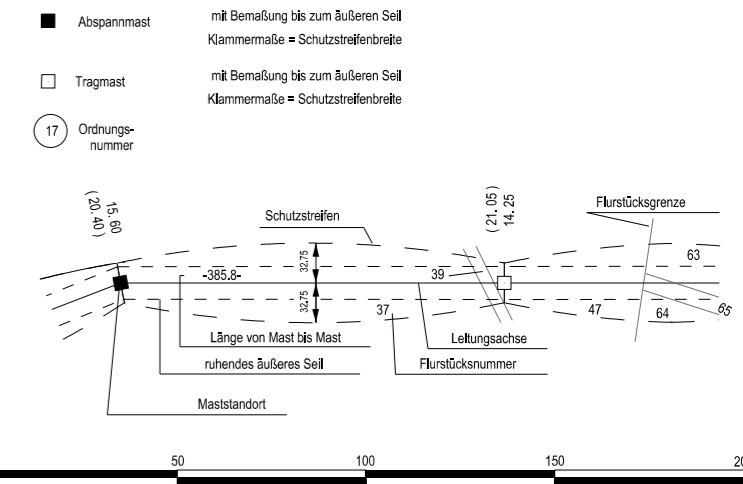 Abspannmast
mit Bemaßung bis zum äußeren Seil
Klammermaße = Schutzstreifenbreite
Tragmast
mit Bemaßung bis zum äußeren Seil
Klammermaße = Schutzstreifenbreite
17
Ordnungs-
nummer
15.60
(20.40)
Schutzstreifen
(21.05)
14.25
Flurstücksgrenze
-385.8-
32.75
39
63
32.75
37
47
64
65
Länge von Mast bis Mast
Leitungsachse
ruhendes äußeres Seil
Flurstücksnummer
Maststandort
50
100
150